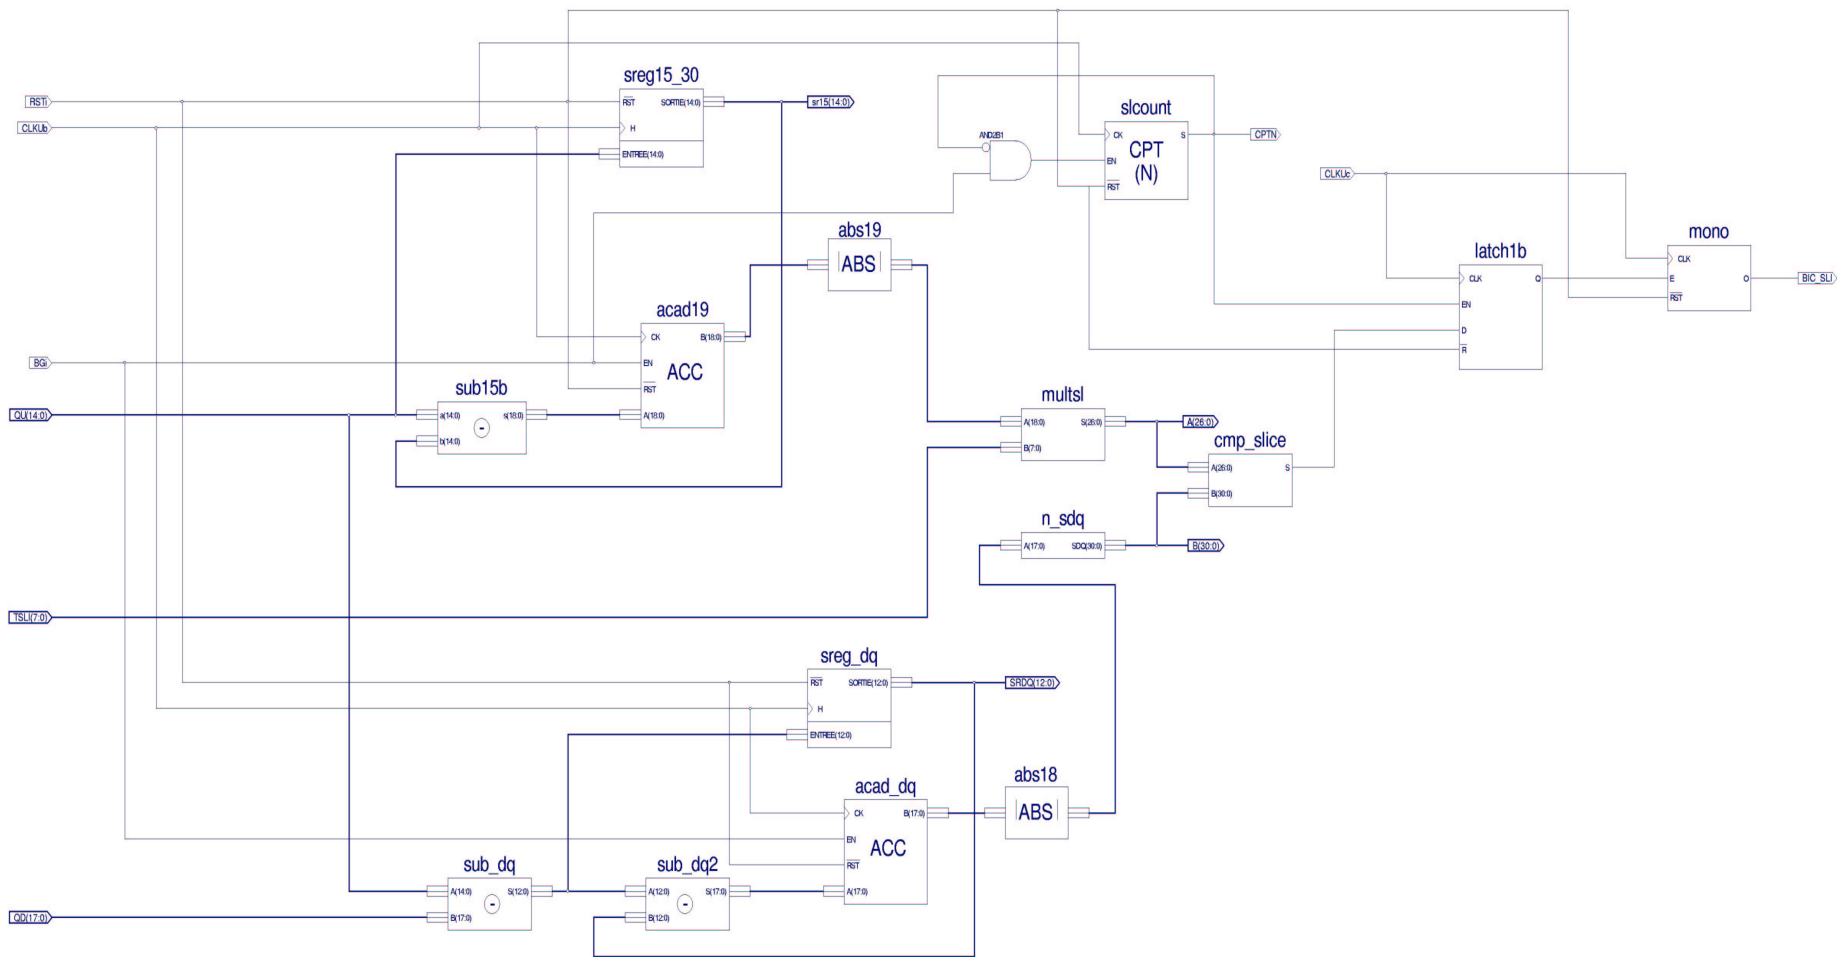 sreg15_30
RSTi
RST
SORTIE(14:0)
sr15(14:0)
CLKUb
H
ENTREE(14:0)
slcount
AND2B1
CK
S
CPTN
CPT
(N)
EN
RST
CLKUc
abs19
|ABS|
mono
CLK
E
O
RST
BIC_SLI
latch1b
CLK
Q
EN
D
R
acad19
CK
B(18:0)
EN
ACC
RST
A(18:0)
BGi
sub15b
QU(14:0)
a(14:0)
s(18:0)
-
b(14:0)
multsl
A(18:0)
S(26:0)
A(26:0)
B(7:0)
cmp_slice
A(26:0)
S
B(30:0)
n_sdq
A(17:0)
SDQ(30:0)
B(30:0)
TSLI(7:0)
sreg_dq
RST
SORTIE(12:0)
SRDQ(12:0)
H
ENTREE(12:0)
abs18
|ABS|
acad_dq
CK
B(17:0)
EN
ACC
RST
A(17:0)
sub_dq
A(14:0)
S(12:0)
-
B(17:0)
sub_dq2
A(12:0)
S(17:0)
-
B(12:0)
QD(17:0)